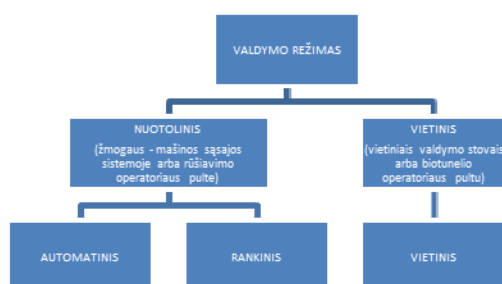 VALDYMO REŽIMAS
NUOTOLINIS
(žmogaus - mašinos sąsajos
sistemoje arba rūšiavimo
operatoriaus pulte)
VIETINIS
(vietiniais valdymo stovais
arba biotunelio
operatoriaus pultu)
AUTOMATINIS
RANKINIS
VIETINIS